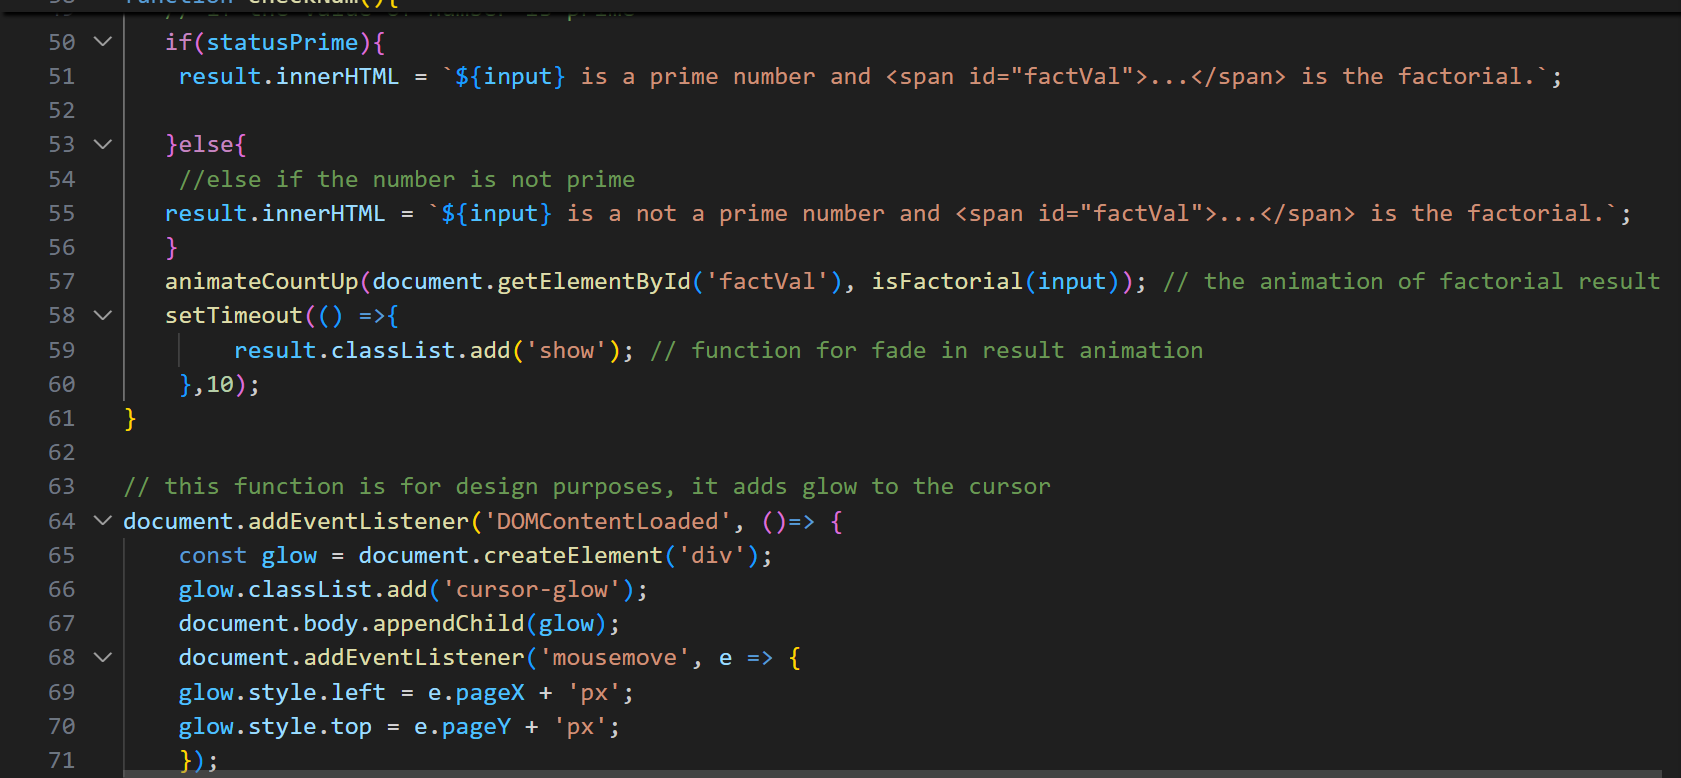 function checkNum(){
50 if(statusPrime){
51 result.innerHTML = `${input} is a prime number and <span id="factVal">...</span> is the factorial.`;
52
53 }else{
54 //else if the number is not prime
55 result.innerHTML = `${input} is a not a prime number and <span id="factVal">...</span> is the factorial.`;
56 }
57 animateCountUp(document.getElementById('factVal'), isFactorial(input)); // the animation of factorial result
58 setTimeout(() =>{
59 result.classList.add('show'); // function for fade in result animation
60 },10);
61 }
62
63 // this function is for design purposes, it adds glow to the cursor
64 document.addEventListener('DOMContentLoaded', ()=> {
65 const glow = document.createElement('div');
66 glow.classList.add('cursor-glow');
67 document.body.appendChild(glow);
68 document.addEventListener('mousemove', e => {
69 glow.style.left = e.pageX + 'px';
70 glow.style.top = e.pageY + 'px';
71 });